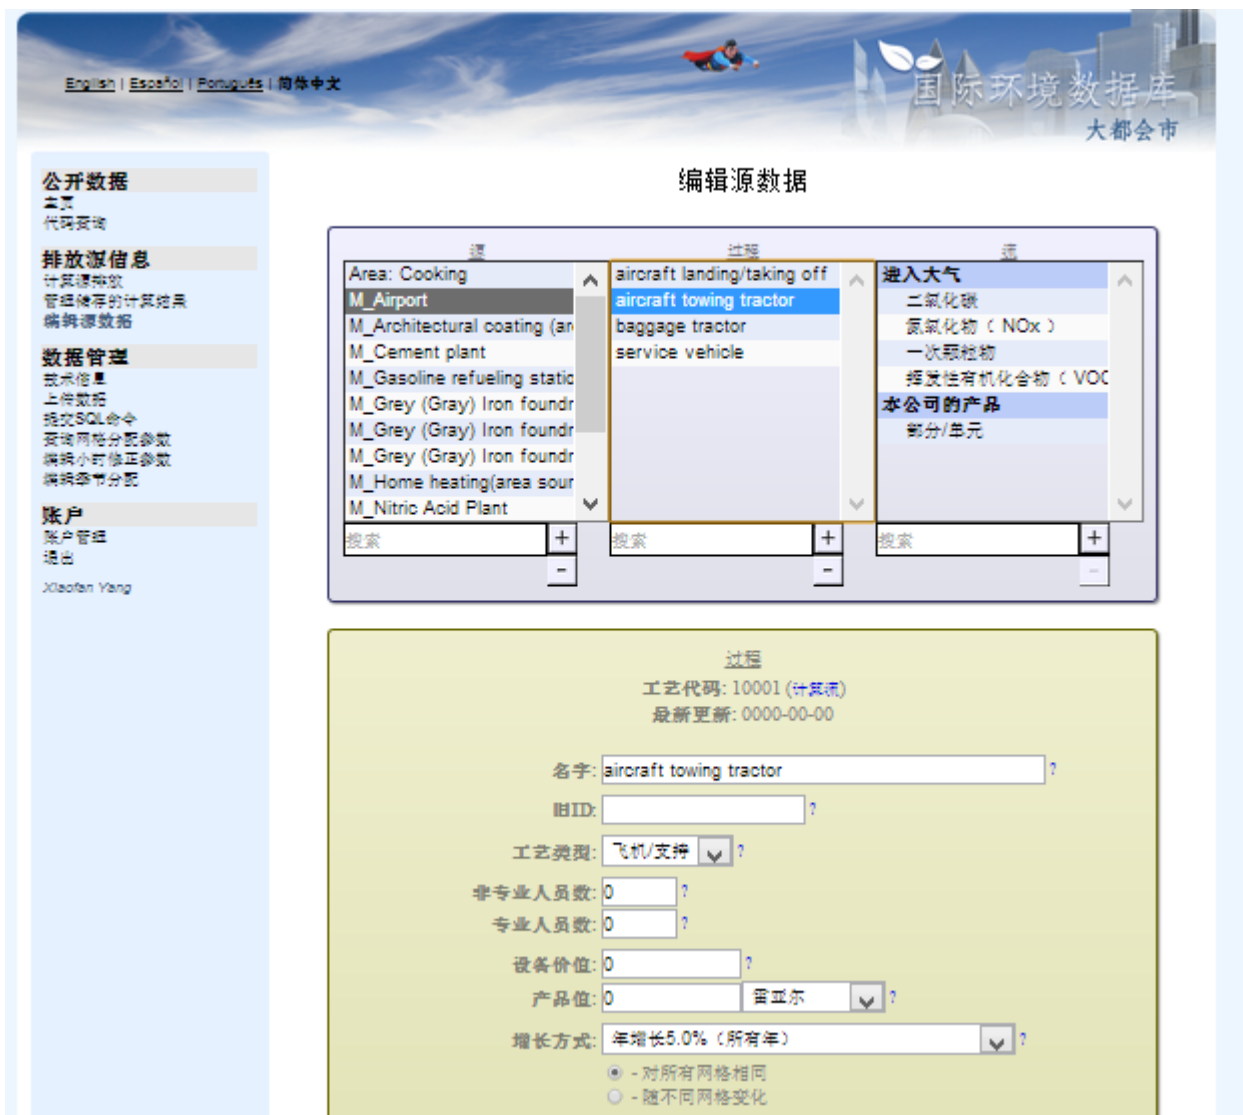 English | Español | Português | 简体中文
国际环境数据库
大都会市
公开数据
主页
代码查询
排放源信息
计算源排放
管理储存的计算结果
编辑源数据
数据管理
技术信息
上传数据
提交SQL命令
查询网格分配参数
编辑小时修正参数
编辑季节分配
账户
账户管理
退出
Xiaofan Yang
编辑源数据
源
Area: Cooking
M_Airport
M_Architectural coating (are
M_Cement plant
M_Gasoline refueling static
M_Grey (Gray) Iron foundr
M_Grey (Gray) Iron foundr
M_Grey (Gray) Iron foundr
M_Home heating(area sour
M_Nitric Acid Plant
搜索
+
-
过程
aircraft landing/taking off
aircraft towing tractor
baggage tractor
service vehicle
搜索
+
-
流
进入大气
二氧化碳
氮氧化物（NOx）
一次颗粒物
挥发性有机化合物（VOC
本公司的产品
部分/单元
搜索
+
-
过程
工艺代码: 10001 (计算流)
最新更新: 0000-00-00
名字: aircraft towing tractor ?
旧ID: ?
工艺类型: 飞机/支持 ?
非专业人员数: 0 ?
专业人员数: 0 ?
设备价值: 0 ?
产品值: 0 雷亚尔 ?
增长方式: 年增长5.0%（所有年） ?
- 对所有网格相同
- 随不同网格变化